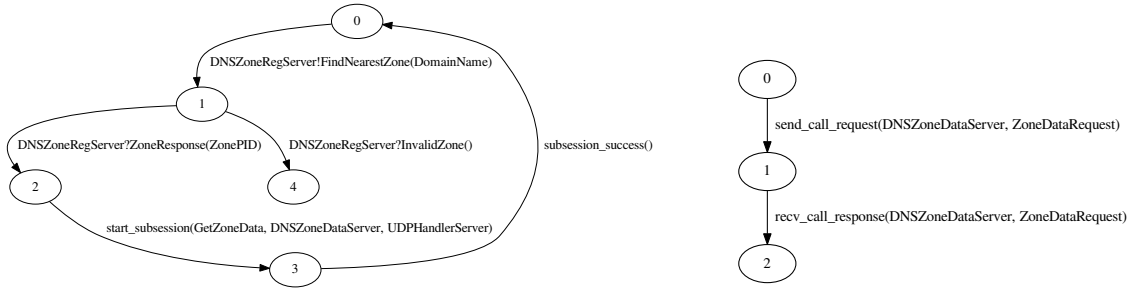 0
DNSZoneRegServer!FindNearestZone(DomainName)
1
DNSZoneRegServer?ZoneResponse(ZonePID)
DNSZoneRegServer?InvalidZone()
subsession_success()
2
4
start_subsession(GetZoneData, DNSZoneDataServer, UDPHandlerServer)
3
0
send_call_request(DNSZoneDataServer, ZoneDataRequest)
1
recv_call_response(DNSZoneDataServer, ZoneDataRequest)
2